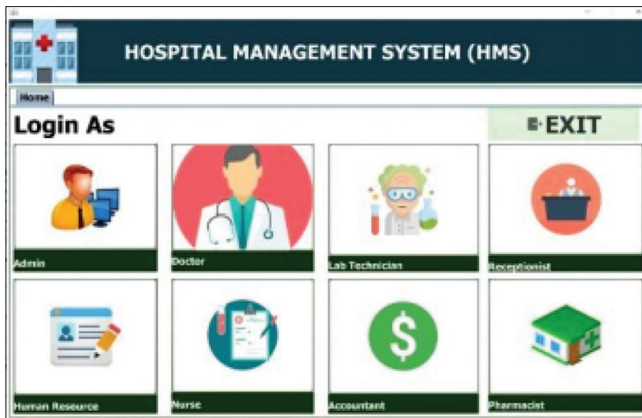 HOSPITAL MANAGEMENT SYSTEM (HMS)
Home
Login As
EXIT
Admin
Doctor
Lab Technician
Receptionist
Human Resource
Nurse
Accountant
Pharmacist